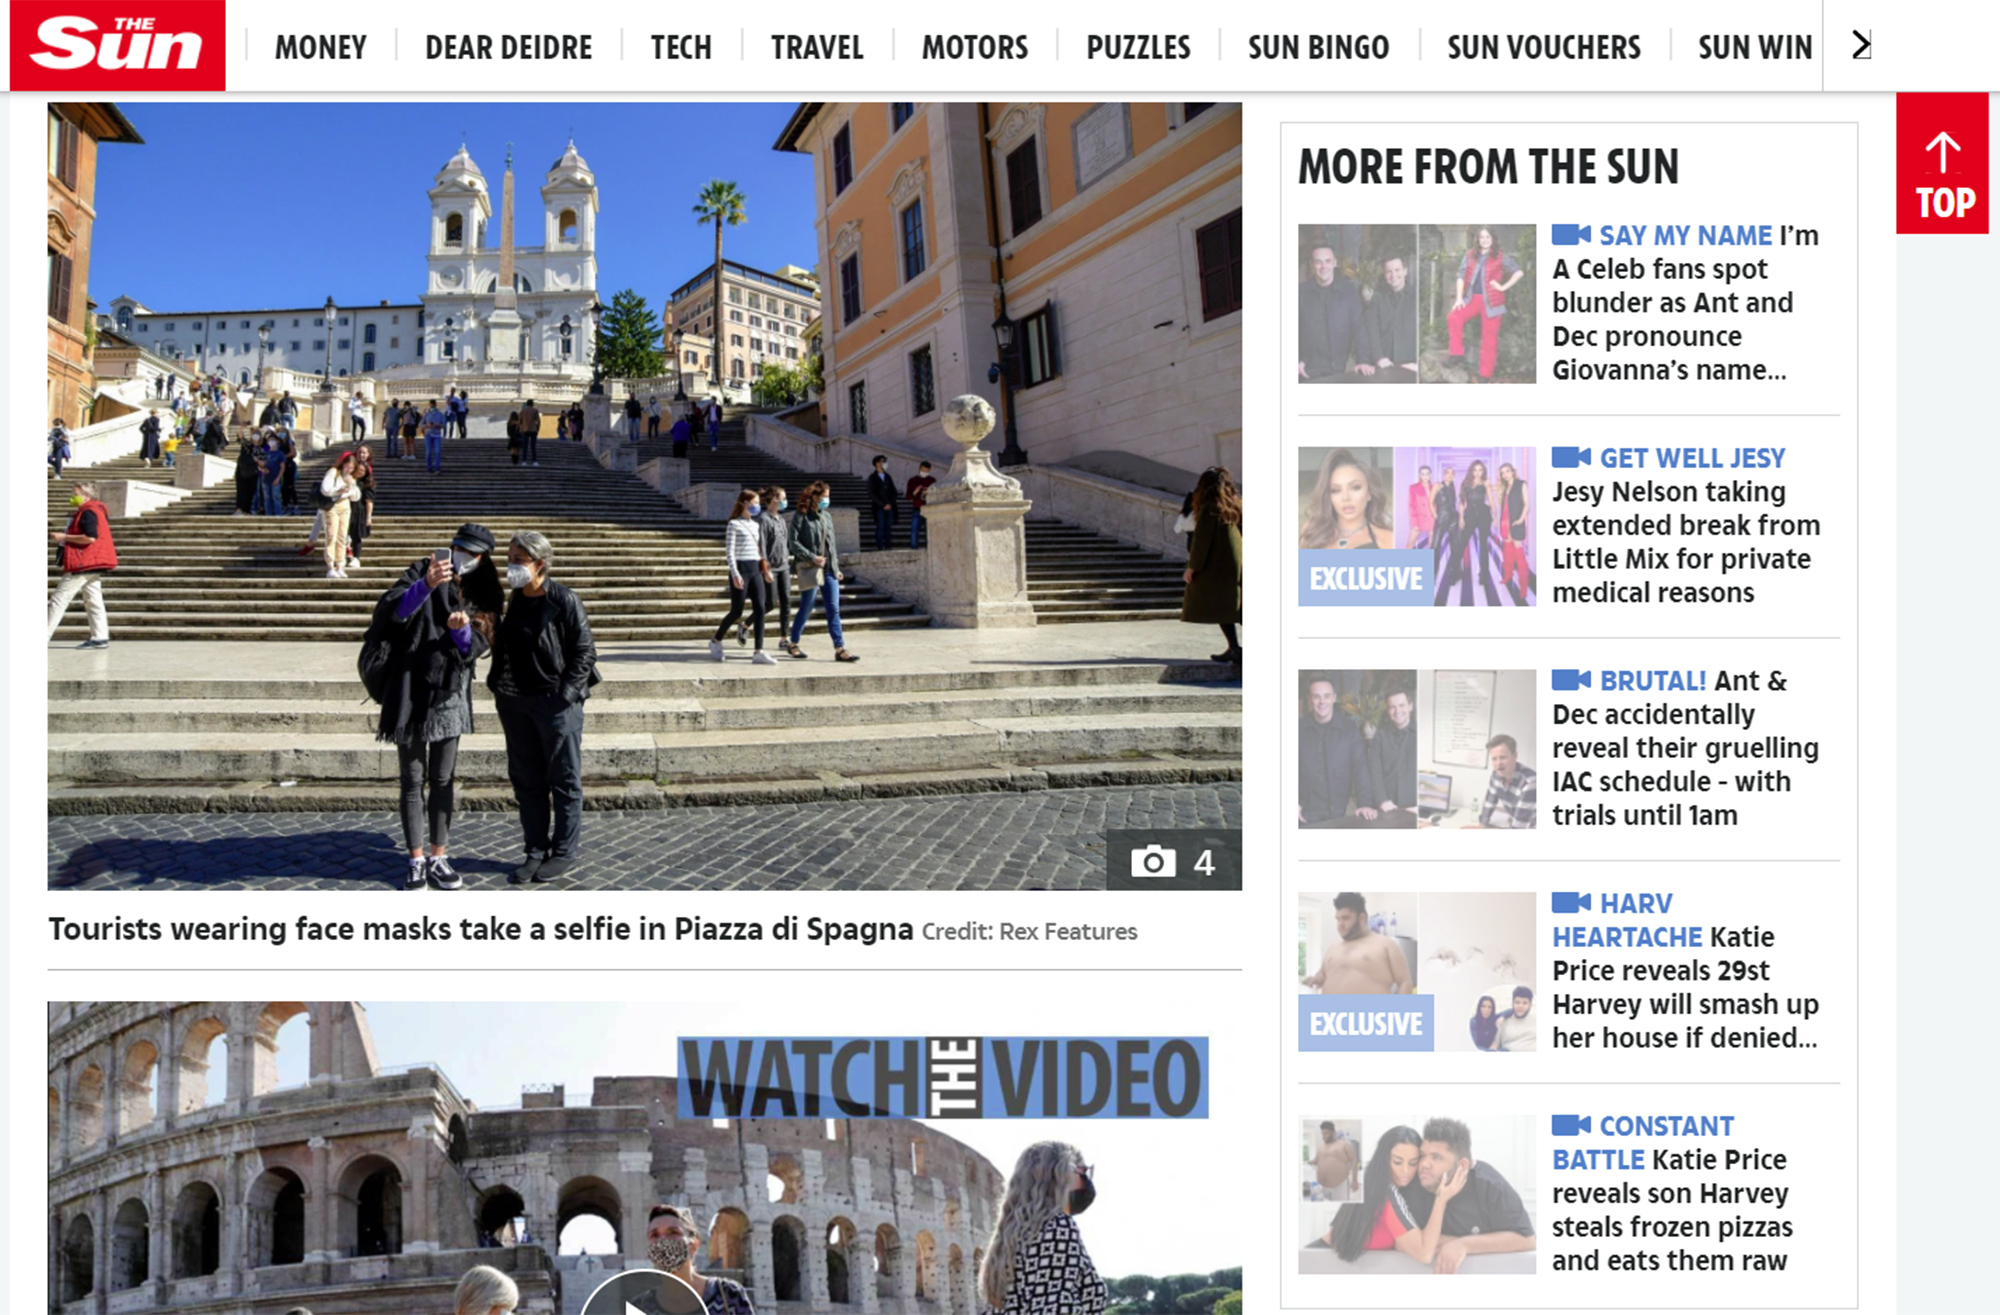 THE
Sun
MONEY
DEAR DEIDRE
TECH
TRAVEL
MOTORS
PUZZLES
SUN BINGO
SUN VOUCHERS
SUN WIN
TOP
4
Tourists wearing face masks take a selfie in Piazza di Spagna Credit: Rex Features
WATCH THE VIDEO
MORE FROM THE SUN
SAY MY NAME I'm
A Celeb fans spot
blunder as Ant and
Dec pronounce
Giovanna's name...
EXCLUSIVE
GET WELL JESY
Jesy Nelson taking
extended break from
Little Mix for private
medical reasons
BRUTAL! Ant &
Dec accidentally
reveal their gruelling
IAC schedule - with
trials until 1am
EXCLUSIVE
HARV
HEARTACHE Katie
Price reveals 29st
Harvey will smash up
her house if denied...
CONSTANT
BATTLE Katie Price
reveals son Harvey
steals frozen pizzas
and eats them raw